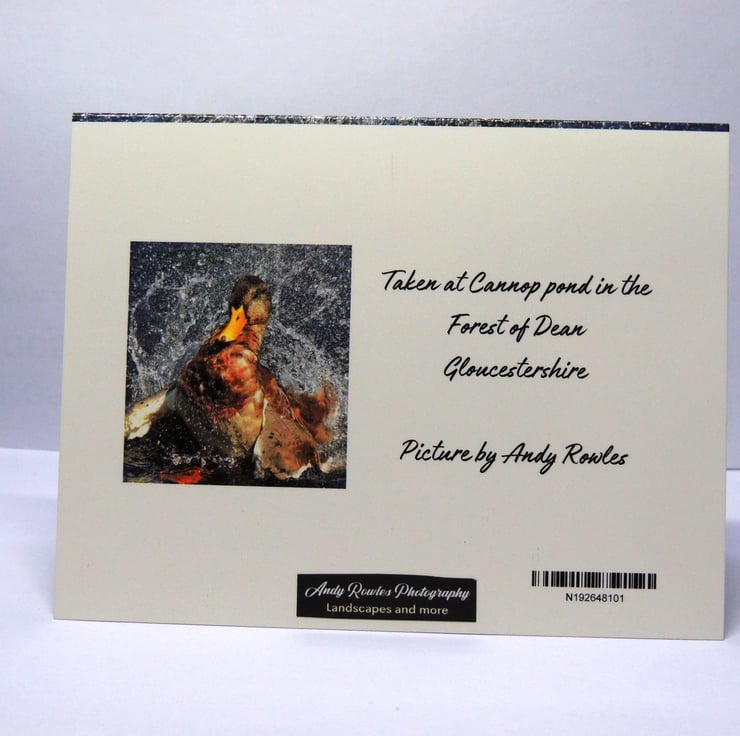 Taken at Cannop pond in the
Forest of Dean
Gloucestershire
Picture by Andy Rowles
Andy Rowles Photography
Landscapes and more
N192648101